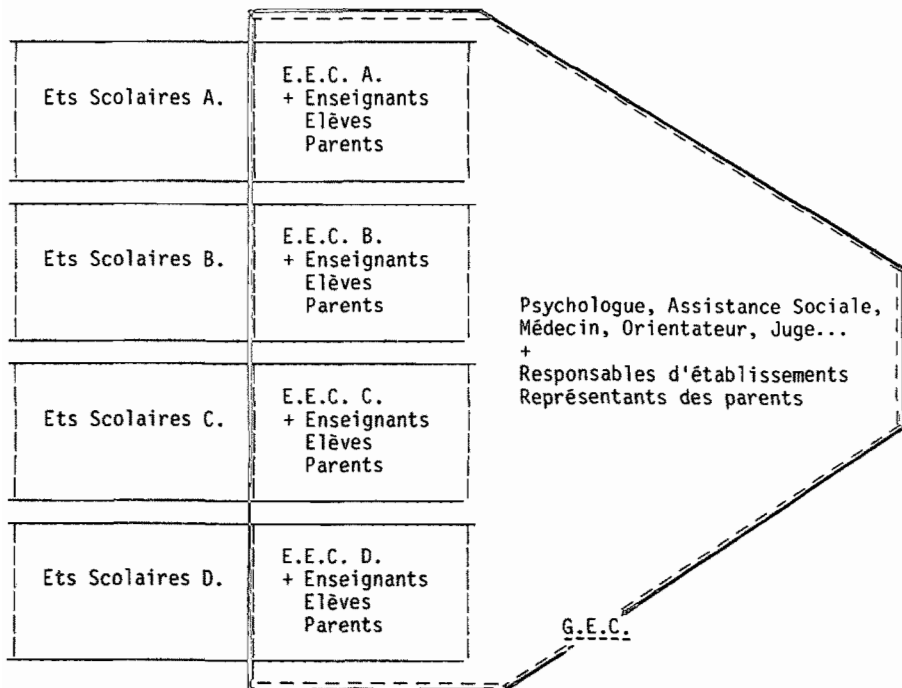 Ets Scolaires A.
E.E.C. A.
+ Enseignants
Elèves
Parents
Ets Scolaires B.
E.E.C. B.
+ Enseignants
Elèves
Parents
Ets Scolaires C.
E.E.C. C.
+ Enseignants
Elèves
Parents
Ets Scolaires D.
E.E.C. D.
+ Enseignants
Elèves
Parents
Psychologue, Assistance Sociale,
Médecin, Orientateur, Juge...
+
Responsables d'établissements
Représentants des parents
G.E.C.